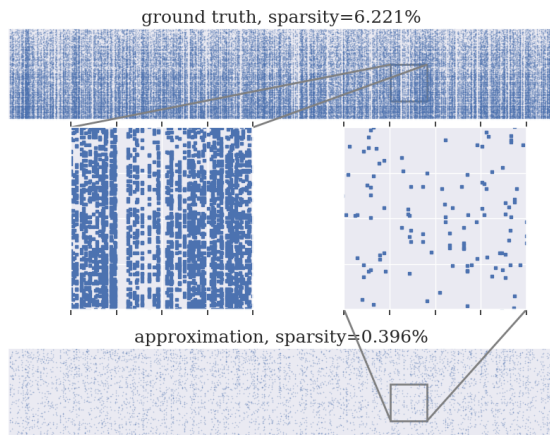 ground truth, sparsity=6.221%
approximation, sparsity=0.396%